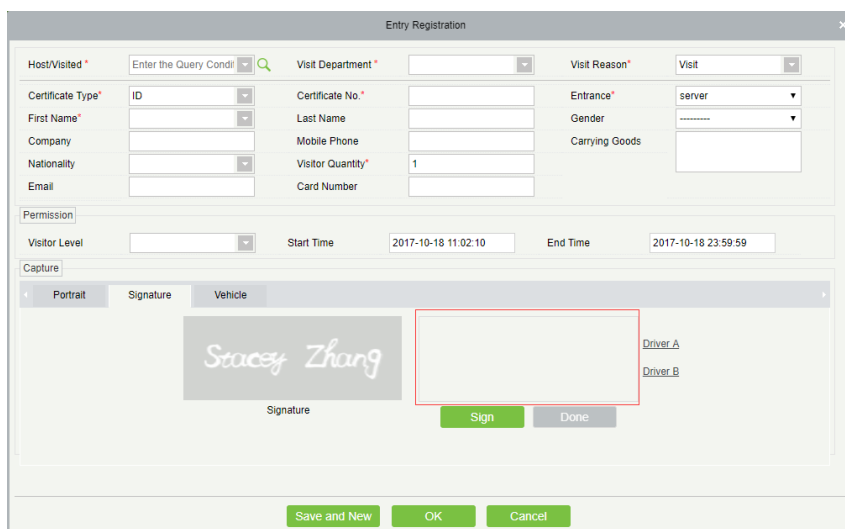 Entry Registration ×
Host/Visited * Enter the Query Condit Visit Department * Visit Reason* Visit
Certificate Type* ID Certificate No.* Entrance* server
First Name* Last Name Gender ---------
Company Mobile Phone Carrying Goods
Nationality Visitor Quantity* 1
Email Card Number
Permission
Visitor Level Start Time 2017-10-18 11:02:10 End Time 2017-10-18 23:59:59
Capture
Portrait Signature Vehicle
Stacey Zhang
Driver A
Driver B
Signature
Sign Done
Save and New OK Cancel